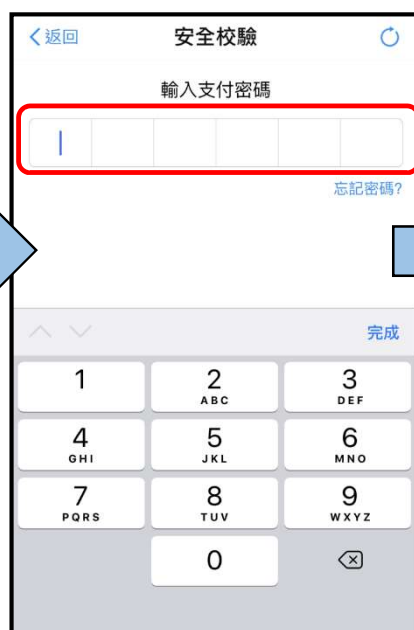 返回 安全校驗
輸入支付密碼
忘記密碼?
完成
1 2 3
ABC DEF
4 5 6
GHI JKL MNO
7 8 9
PQRS TUV WXYZ
0